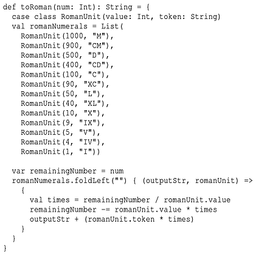 def toRoman(num: Int): String = {
  case class RomanUnit(value: Int, token: String)
  val romanNumerals = List(
    RomanUnit(1000, "M"),
    RomanUnit(900, "CM"),
    RomanUnit(500, "D"),
    RomanUnit(400, "CD"),
    RomanUnit(100, "C"),
    RomanUnit(90, "XC"),
    RomanUnit(50, "L"),
    RomanUnit(40, "XL"),
    RomanUnit(10, "X"),
    RomanUnit(9, "IX"),
    RomanUnit(5, "V"),
    RomanUnit(4, "IV"),
    RomanUnit(1, "I"))

  var remainingNumber = num
  romanNumerals.foldLeft("") { (outputStr, romanUnit) =>
    {
      val times = remainingNumber / romanUnit.value
      remainingNumber -= romanUnit.value * times
      outputStr + (romanUnit.token * times)
    }
  }
}